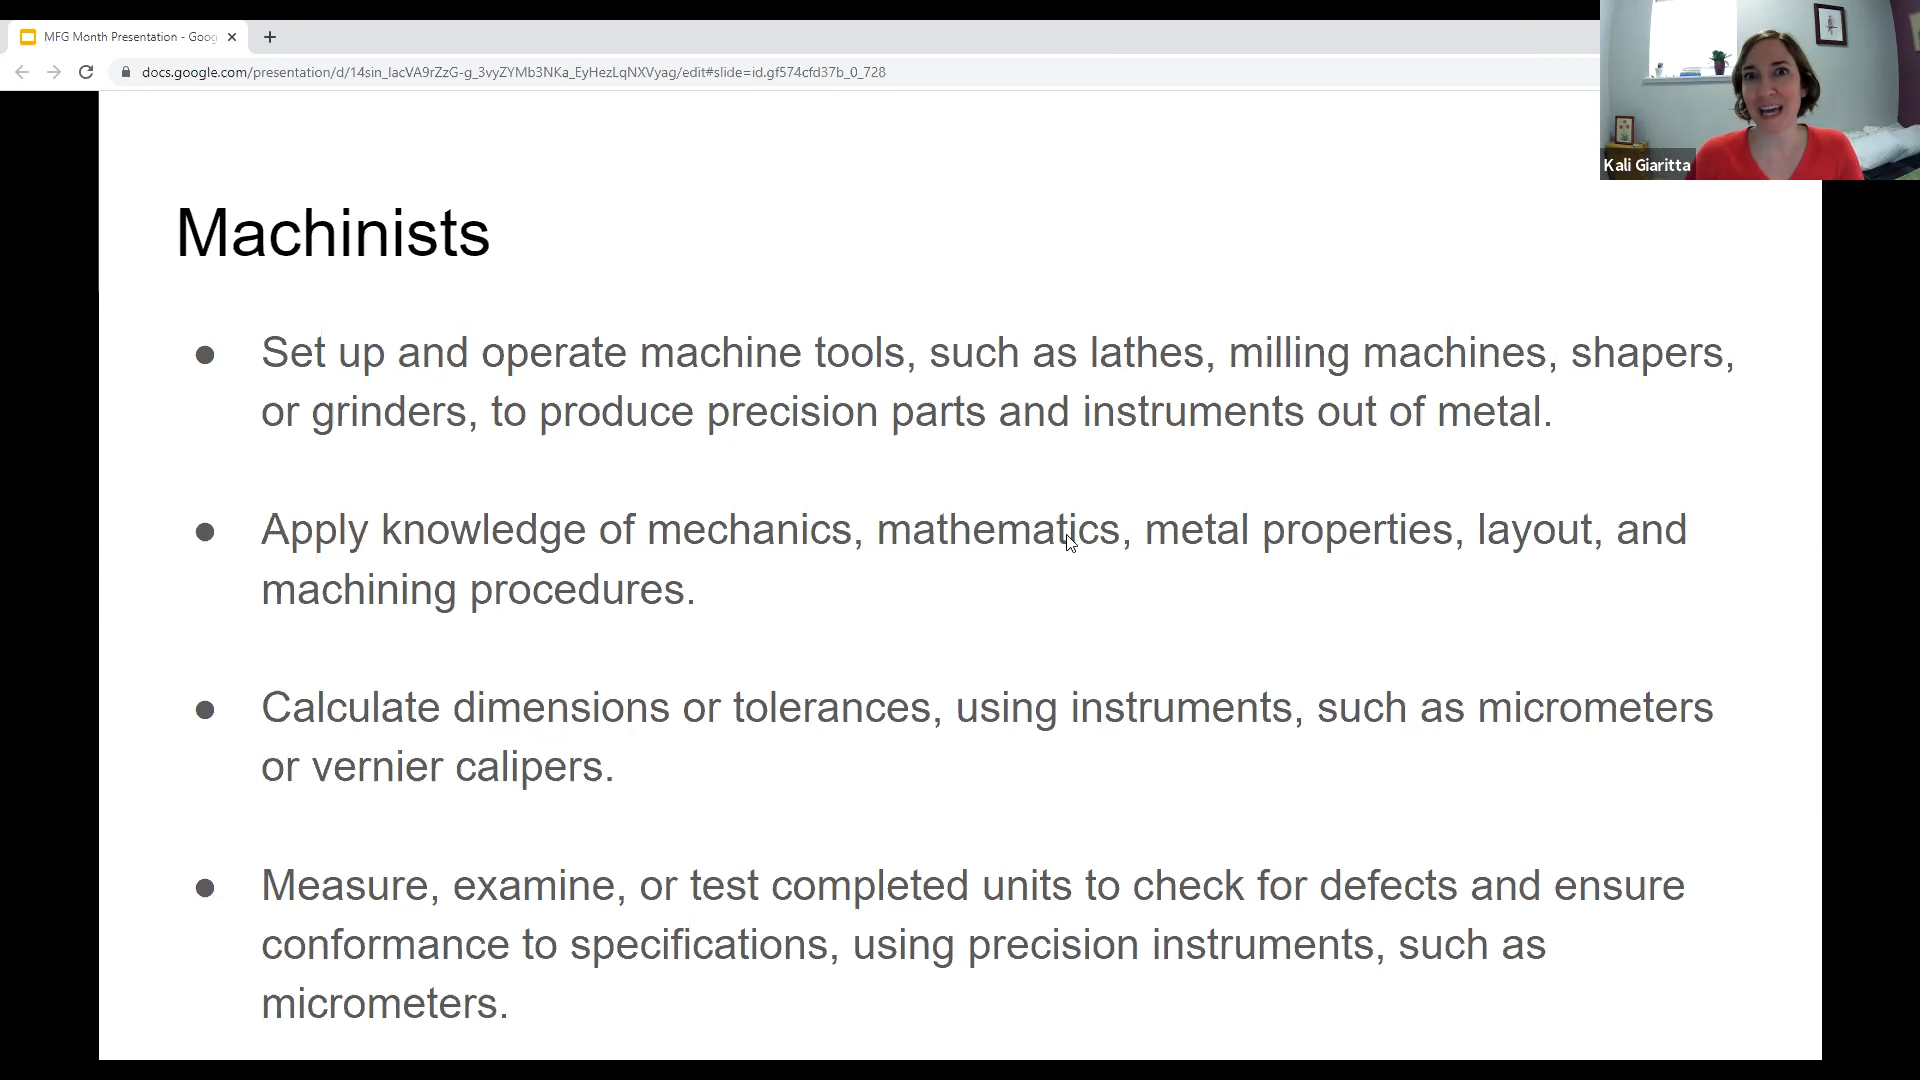 MFG Month Presentation - Goog
docs.google.com/presentation/d/14sin_IacVA9rZzG-g_3vyZYMb3NKa_EyHezLqNXVyag/edit#slide=id.gf574cfd37b_0_728
Kali Giaritta
Machinists
● Set up and operate machine tools, such as lathes, milling machines, shapers,
or grinders, to produce precision parts and instruments out of metal.
● Apply knowledge of mechanics, mathematics, metal properties, layout, and
machining procedures.
● Calculate dimensions or tolerances, using instruments, such as micrometers
or vernier calipers.
● Measure, examine, or test completed units to check for defects and ensure
conformance to specifications, using precision instruments, such as
micrometers.